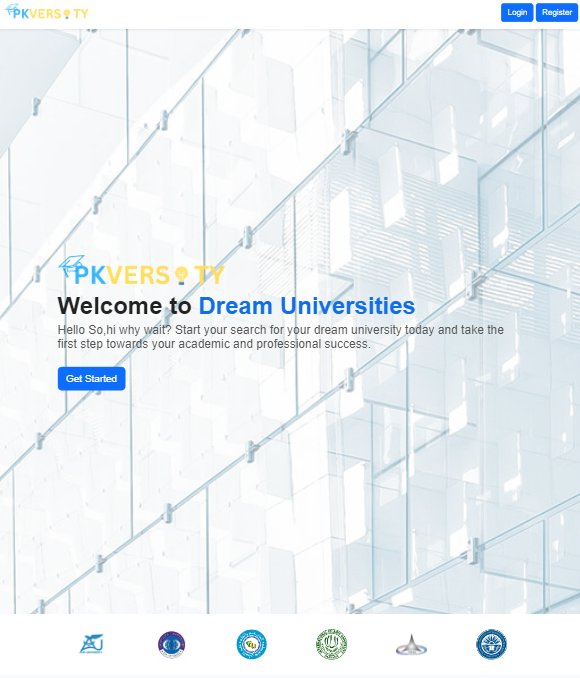 PKVERSITY
Login
Register
PKVERSITY
Welcome to Dream Universities
Hello So,hi why wait? Start your search for your dream university today and take the
first step towards your academic and professional success.
Get Started